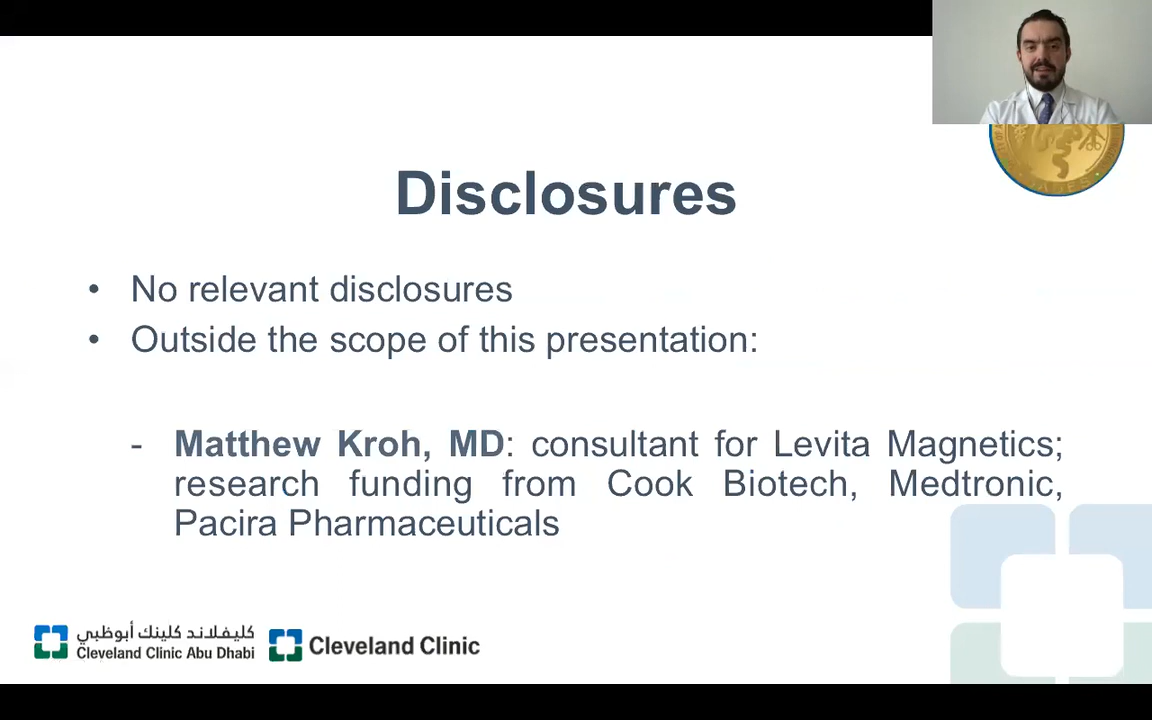 Disclosures
• No relevant disclosures
• Outside the scope of this presentation:
- Matthew Kroh, MD: consultant for Levita Magnetics;
research funding from Cook Biotech, Medtronic,
Pacira Pharmaceuticals
كليفلاند كلينك أبوظبي
Cleveland Clinic Abu Dhabi
Cleveland Clinic